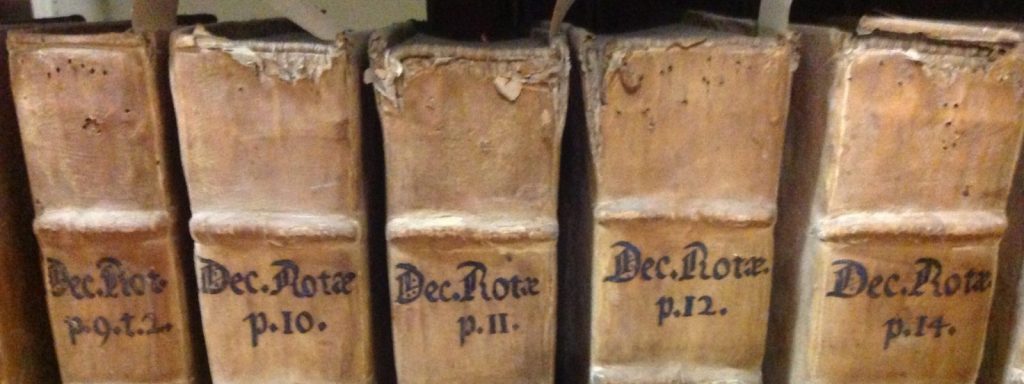 Dec. Rot.
p.9.t.2.
Dec. Rotæ
p.10.
Dec. Rotæ
p.11.
Dec. Rotæ.
p.12.
Dec. Rotæ.
p.14.